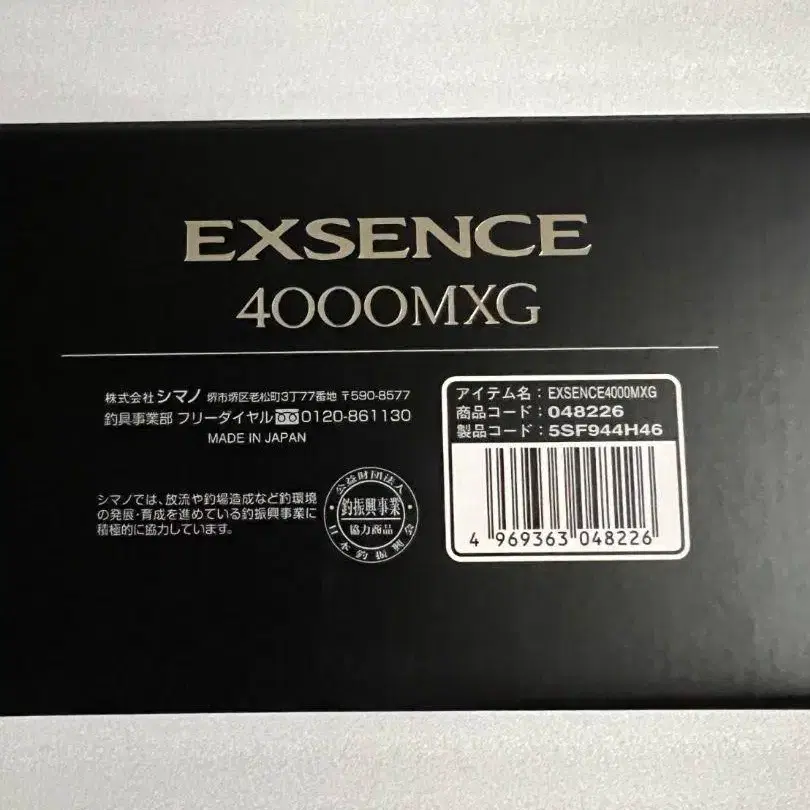 EXSENCE
4000MXG
株式会社シマノ 堺市堺区老松町3丁77番地 〒590-8577
釣具事業部 フリーダイヤル 0120-861130
MADE IN JAPAN
シマノでは、放流や釣場造成など釣環境
の発展・育成を進めている釣振興事業に
積極的に協力しています。
公益財団法人
釣振興事業
協力商品
日本釣振興会
アイテム名：EXSENCE4000MXG
商品コード：048226
製品コード：5SF944H46
4 969363 048226